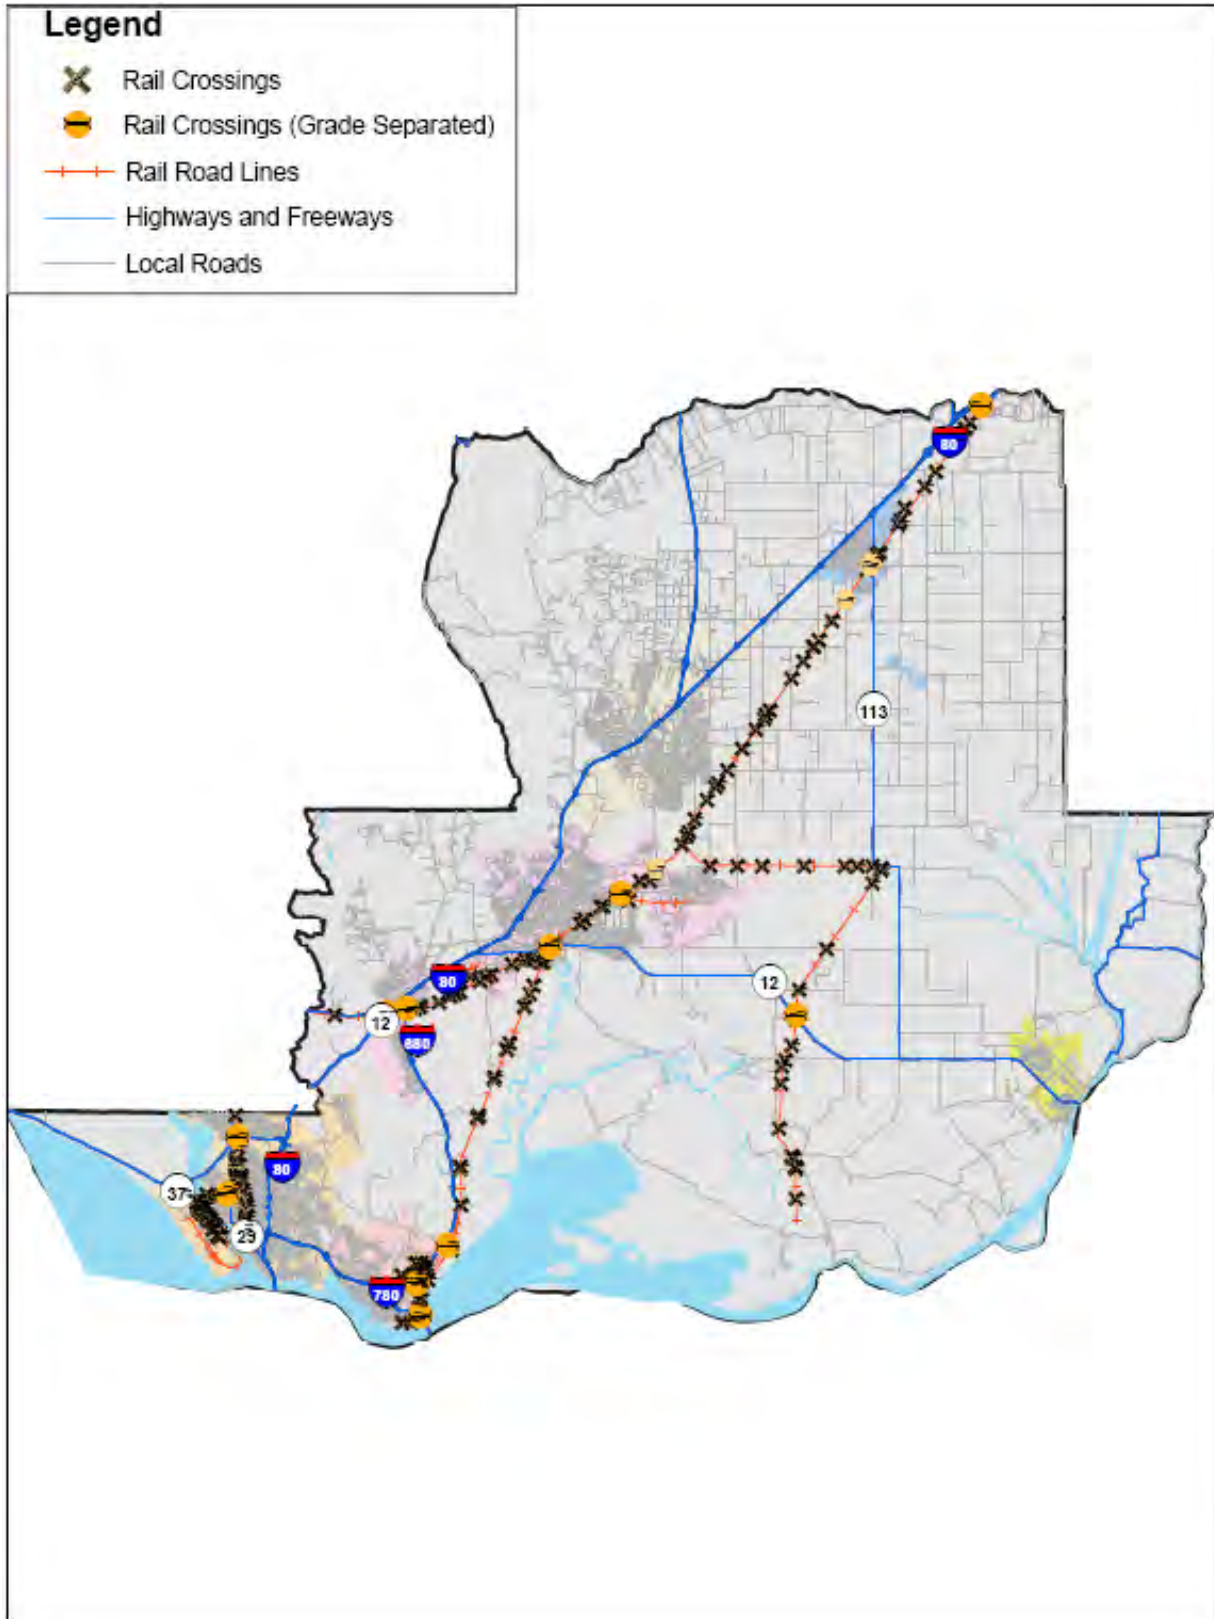 Legend
Rail Crossings
Rail Crossings (Grade Separated)
Rail Road Lines
Highways and Freeways
Local Roads
80
113
80
12
12
680
80
37
29
780